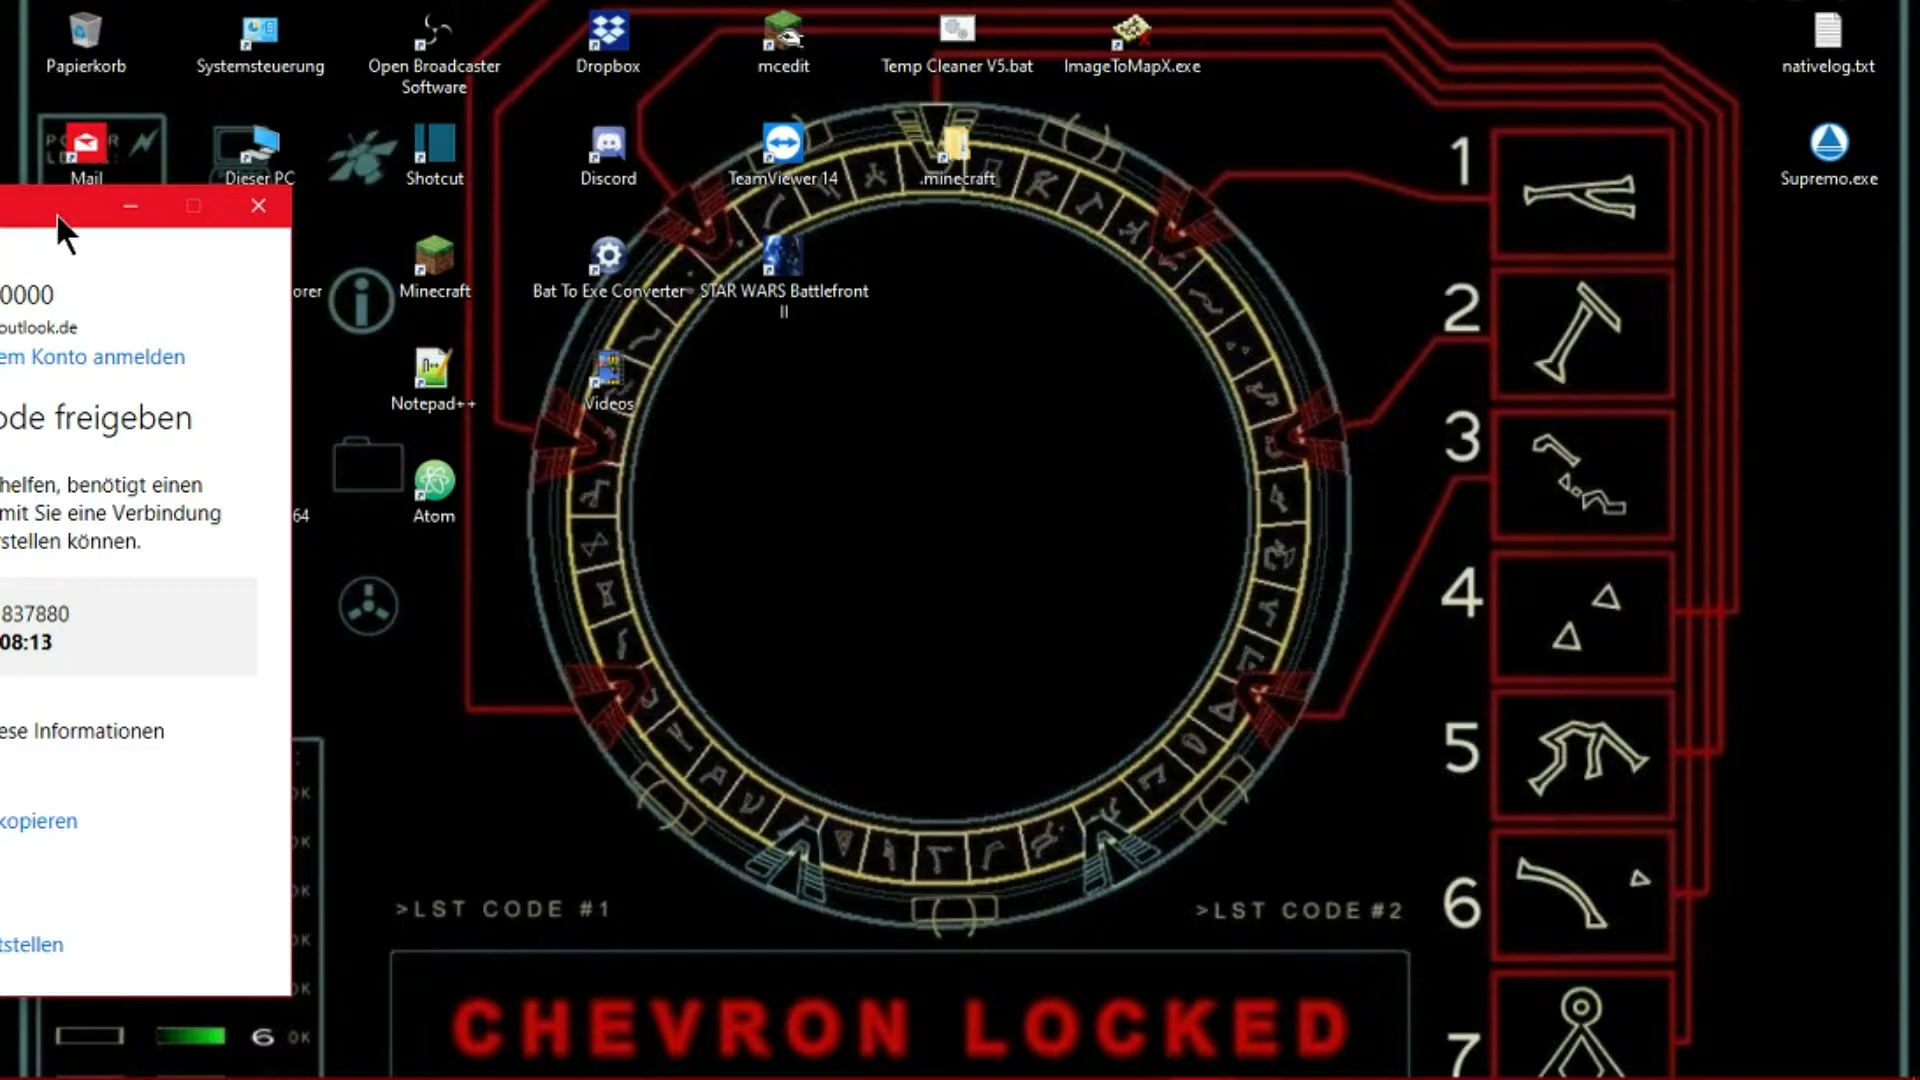 Papierkorb
Systemsteuerung
Open Broadcaster
Software
Dropbox
mcedit
Temp Cleaner V5.bat
ImageToMapX.exe
nativelog.txt
Mail
Dieser PC
Shotcut
Discord
TeamViewer 14
.minecraft
Supremo.exe
orer
Minecraft
Bat To Exe Converter
STAR WARS Battlefront
II
Notepad++
Videos
64
Atom
0000
outlook.de
em Konto anmelden
ode freigeben
helfen, benötigt einen
mit Sie eine Verbindung
rstellen können.
837880
08:13
ese Informationen
kopieren
tstellen
1
2
3
4
5
6
7
>LST CODE #1
>LST CODE #2
CHEVRON LOCKED
6 OK